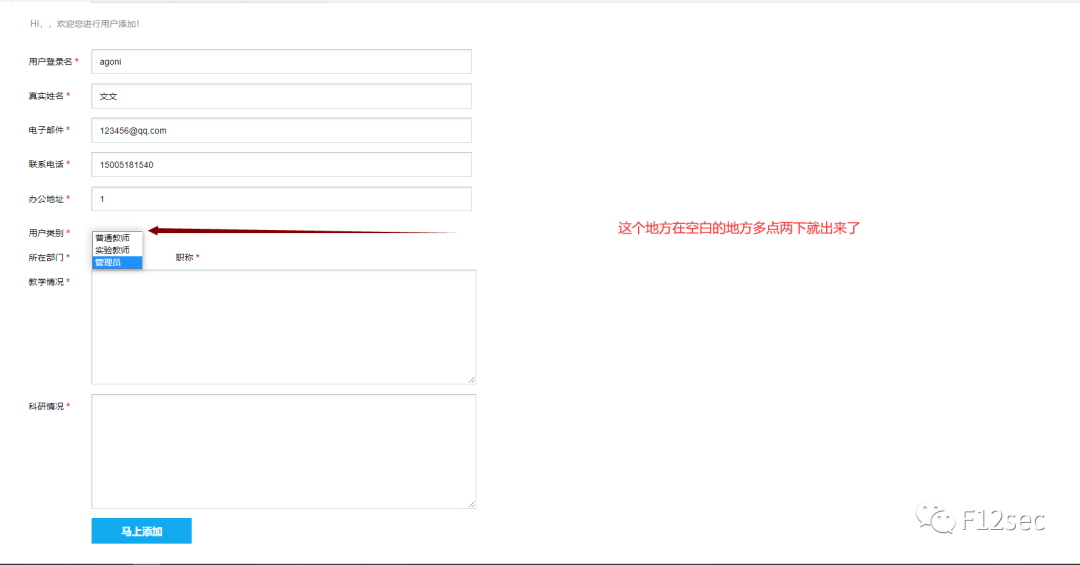 Hi，，欢迎您进行用户添加！
用户登录名 * agoni
真实姓名 * 文文
电子邮件 * 123456@qq.com
联系电话 * 15005181540
办公地址 * 1
用户类别 *
普通教师
实验教师
管理员
这个地方在空白的地方多点两下就出来了
所在部门 * 职称 *
教学情况 *
科研情况 *
马上添加
F12sec